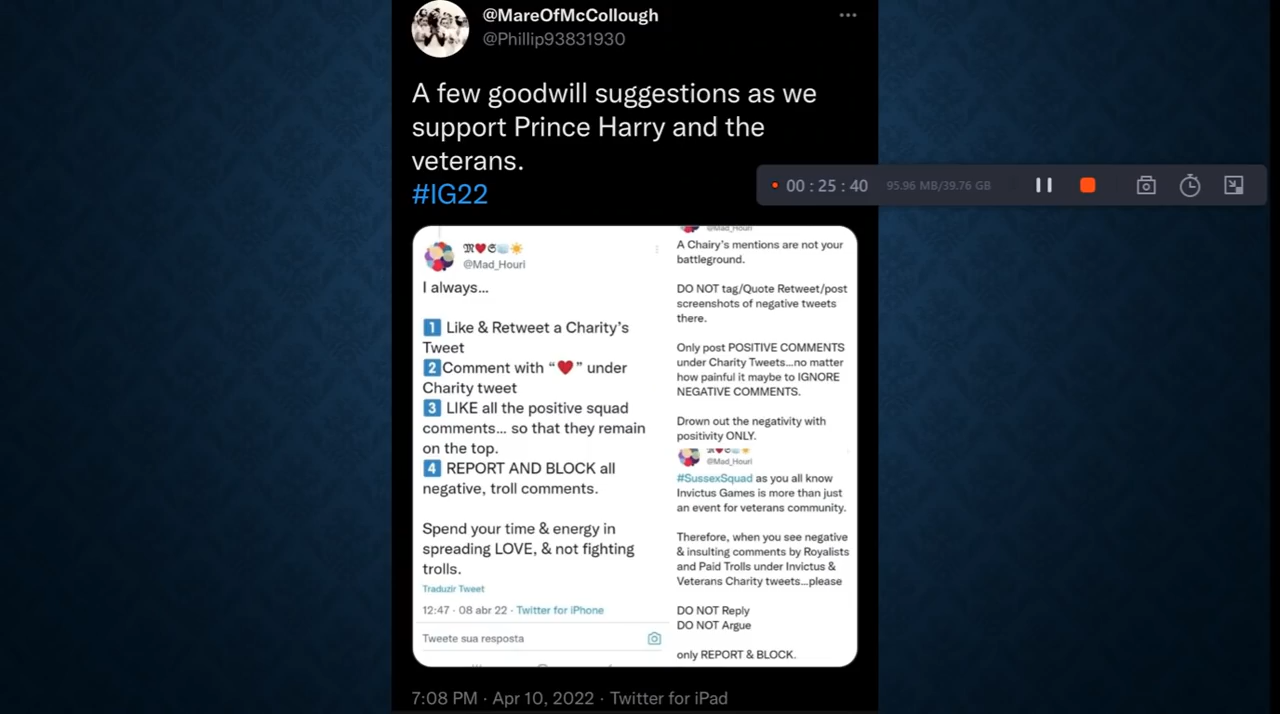 @MareOfMcCollough
@Phillip93831930
A few goodwill suggestions as we
support Prince Harry and the
veterans.
#IG22
00 : 25 : 40 95.96 MB/39.76 GB
@Mad_Houri
I always...
1 Like & Retweet a Charity's
Tweet
2 Comment with “❤️” under
Charity tweet
3 LIKE all the positive squad
comments... so that they remain
on the top.
4 REPORT AND BLOCK all
negative, troll comments.
Spend your time & energy in
spreading LOVE, & not fighting
trolls.
Traduzir Tweet
12:47 · 08 abr 22 · Twitter for iPhone
Tweete sua resposta
@Mad_Houri
A Chairy's mentions are not your
battleground.
DO NOT tag/Quote Retweet/post
screenshots of negative tweets
there.
Only post POSITIVE COMMENTS
under Charity Tweets...no matter
how painful it maybe to IGNORE
NEGATIVE COMMENTS.
Drown out the negativity with
positivity ONLY.
@Mad_Houri
#SussexSquad as you all know
Invictus Games is more than just
an event for veterans community.
Therefore, when you see negative
& insulting comments by Royalists
and Paid Trolls under Invictus &
Veterans Charity tweets...please
DO NOT Reply
DO NOT Argue
only REPORT & BLOCK.
7:08 PM · Apr 10, 2022 · Twitter for iPad